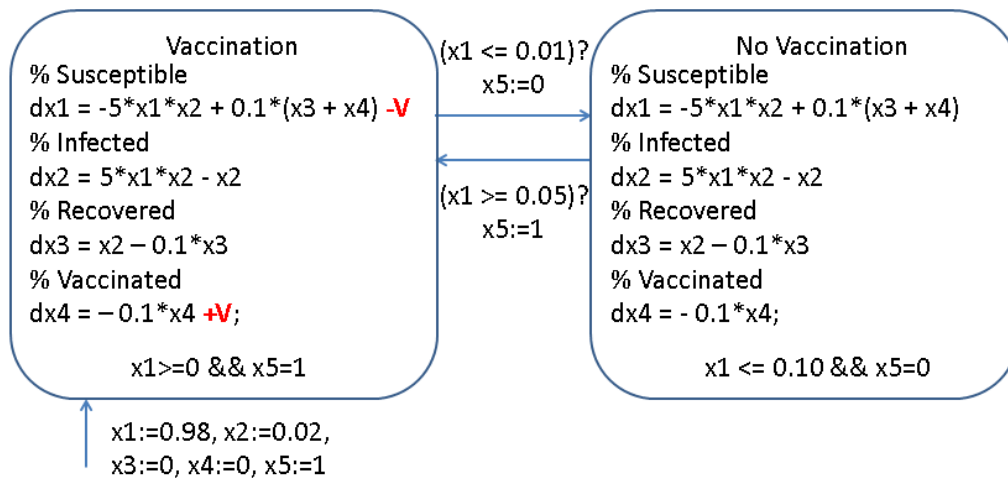 Vaccination
% Susceptible
dx1 = -5*x1*x2 + 0.1*(x3 + x4) -V
% Infected
dx2 = 5*x1*x2 - x2
% Recovered
dx3 = x2 – 0.1*x3
% Vaccinated
dx4 = – 0.1*x4 +V;
x1>=0 && x5=1
(x1 <= 0.01)?
x5:=0
(x1 >= 0.05)?
x5:=1
No Vaccination
% Susceptible
dx1 = -5*x1*x2 + 0.1*(x3 + x4)
% Infected
dx2 = 5*x1*x2 - x2
% Recovered
dx3 = x2 – 0.1*x3
% Vaccinated
dx4 = - 0.1*x4;
x1 <= 0.10 && x5=0
x1:=0.98, x2:=0.02,
x3:=0, x4:=0, x5:=1